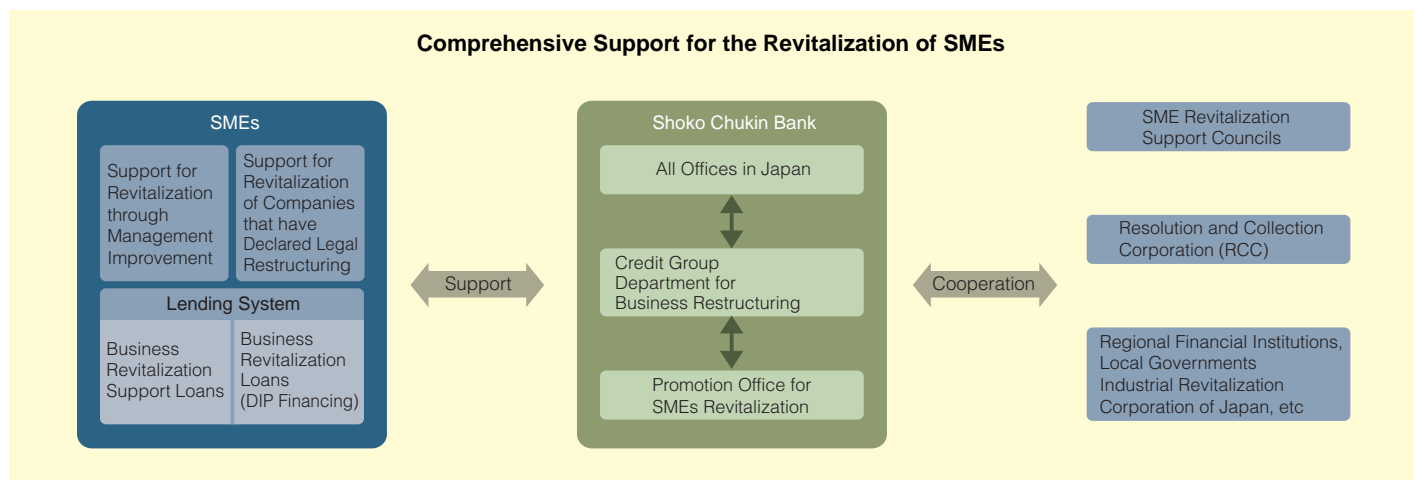 Comprehensive Support for the Revitalization of SMEs
SMEs
Support for
Revitalization
through
Management
Improvement
Support for
Revitalization
of Companies
that have
Declared Legal
Restructuring
Lending System
Business
Revitalization
Support Loans
Business
Revitalization
Loans
(DIP Financing)
Support
Shoko Chukin Bank
All Offices in Japan
Credit Group
Department for
Business Restructuring
Promotion Office for
SMEs Revitalization
Cooperation
SME Revitalization
Support Councils
Resolution and Collection
Corporation (RCC)
Regional Financial Institutions,
Local Governments
Industrial Revitalization
Corporation of Japan, etc